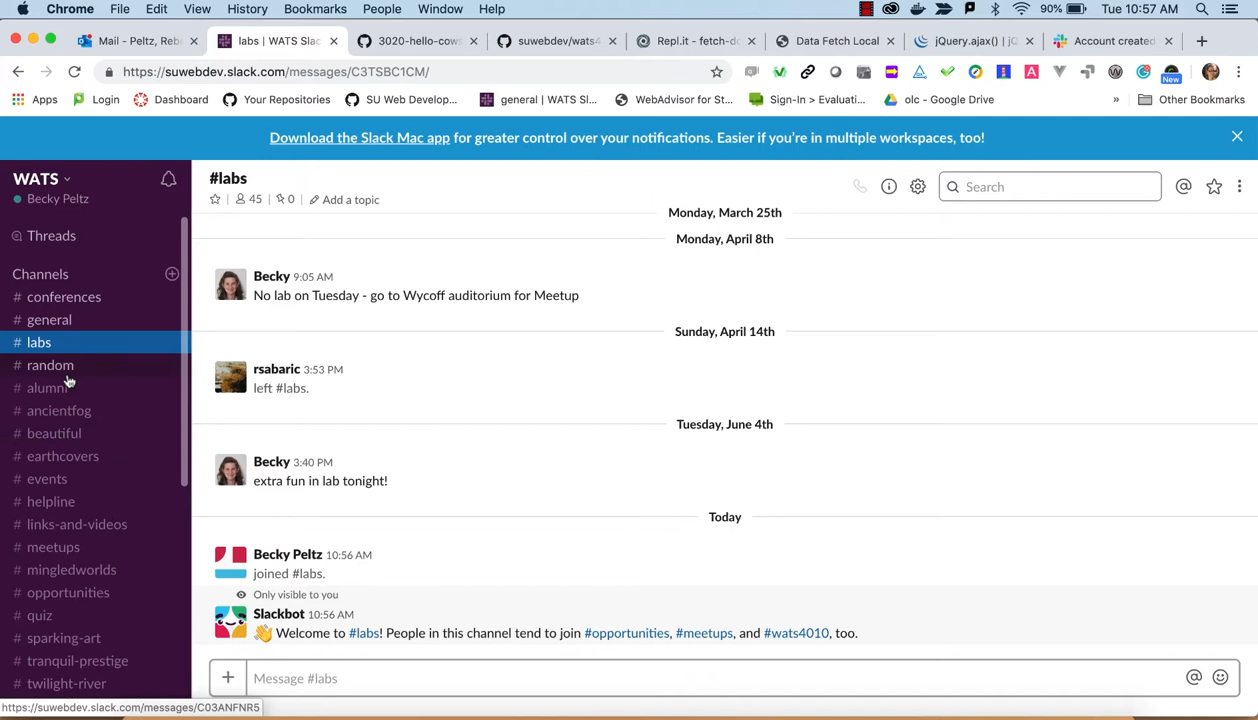 Chrome File Edit View History Bookmarks People Window Help 90% Tue 10:57 AM
Mail - Peltz, Reb labs | WATS Slac 3020-hello-cows suwebdev/wats4 Repl.it - fetch-do Data Fetch Local jQuery.ajax() | jQ Account created
https://suwebdev.slack.com/messages/C3TSBC1CM/
New
Apps Login Dashboard Your Repositories SU Web Develop... general | WATS Sl... WebAdvisor for St... Sign-In > Evaluati... olc - Google Drive » Other Bookmarks
Download the Slack Mac app for greater control over your notifications. Easier if you're in multiple workspaces, too!
WATS
Becky Peltz
Threads
Channels
# conferences
# general
# labs
# random
# alumni
# ancientfog
# beautiful
# earthcovers
# events
# helpline
# links-and-videos
# meetups
# mingledworlds
# opportunities
# quiz
# sparking-art
# tranquil-prestige
# twilight-river
https://suwebdev.slack.com/messages/C03ANFNR5
#labs
45 | 0 | Add a topic
Search
Monday, March 25th
Monday, April 8th
Becky 9:05 AM
No lab on Tuesday - go to Wycoff auditorium for Meetup
Sunday, April 14th
rsabaric 3:53 PM
left #labs.
Tuesday, June 4th
Becky 3:40 PM
extra fun in lab tonight!
Today
Becky Peltz 10:56 AM
joined #labs.
Only visible to you
Slackbot 10:56 AM
👋 Welcome to #labs! People in this channel tend to join #opportunities, #meetups, and #wats4010, too.
Message #labs